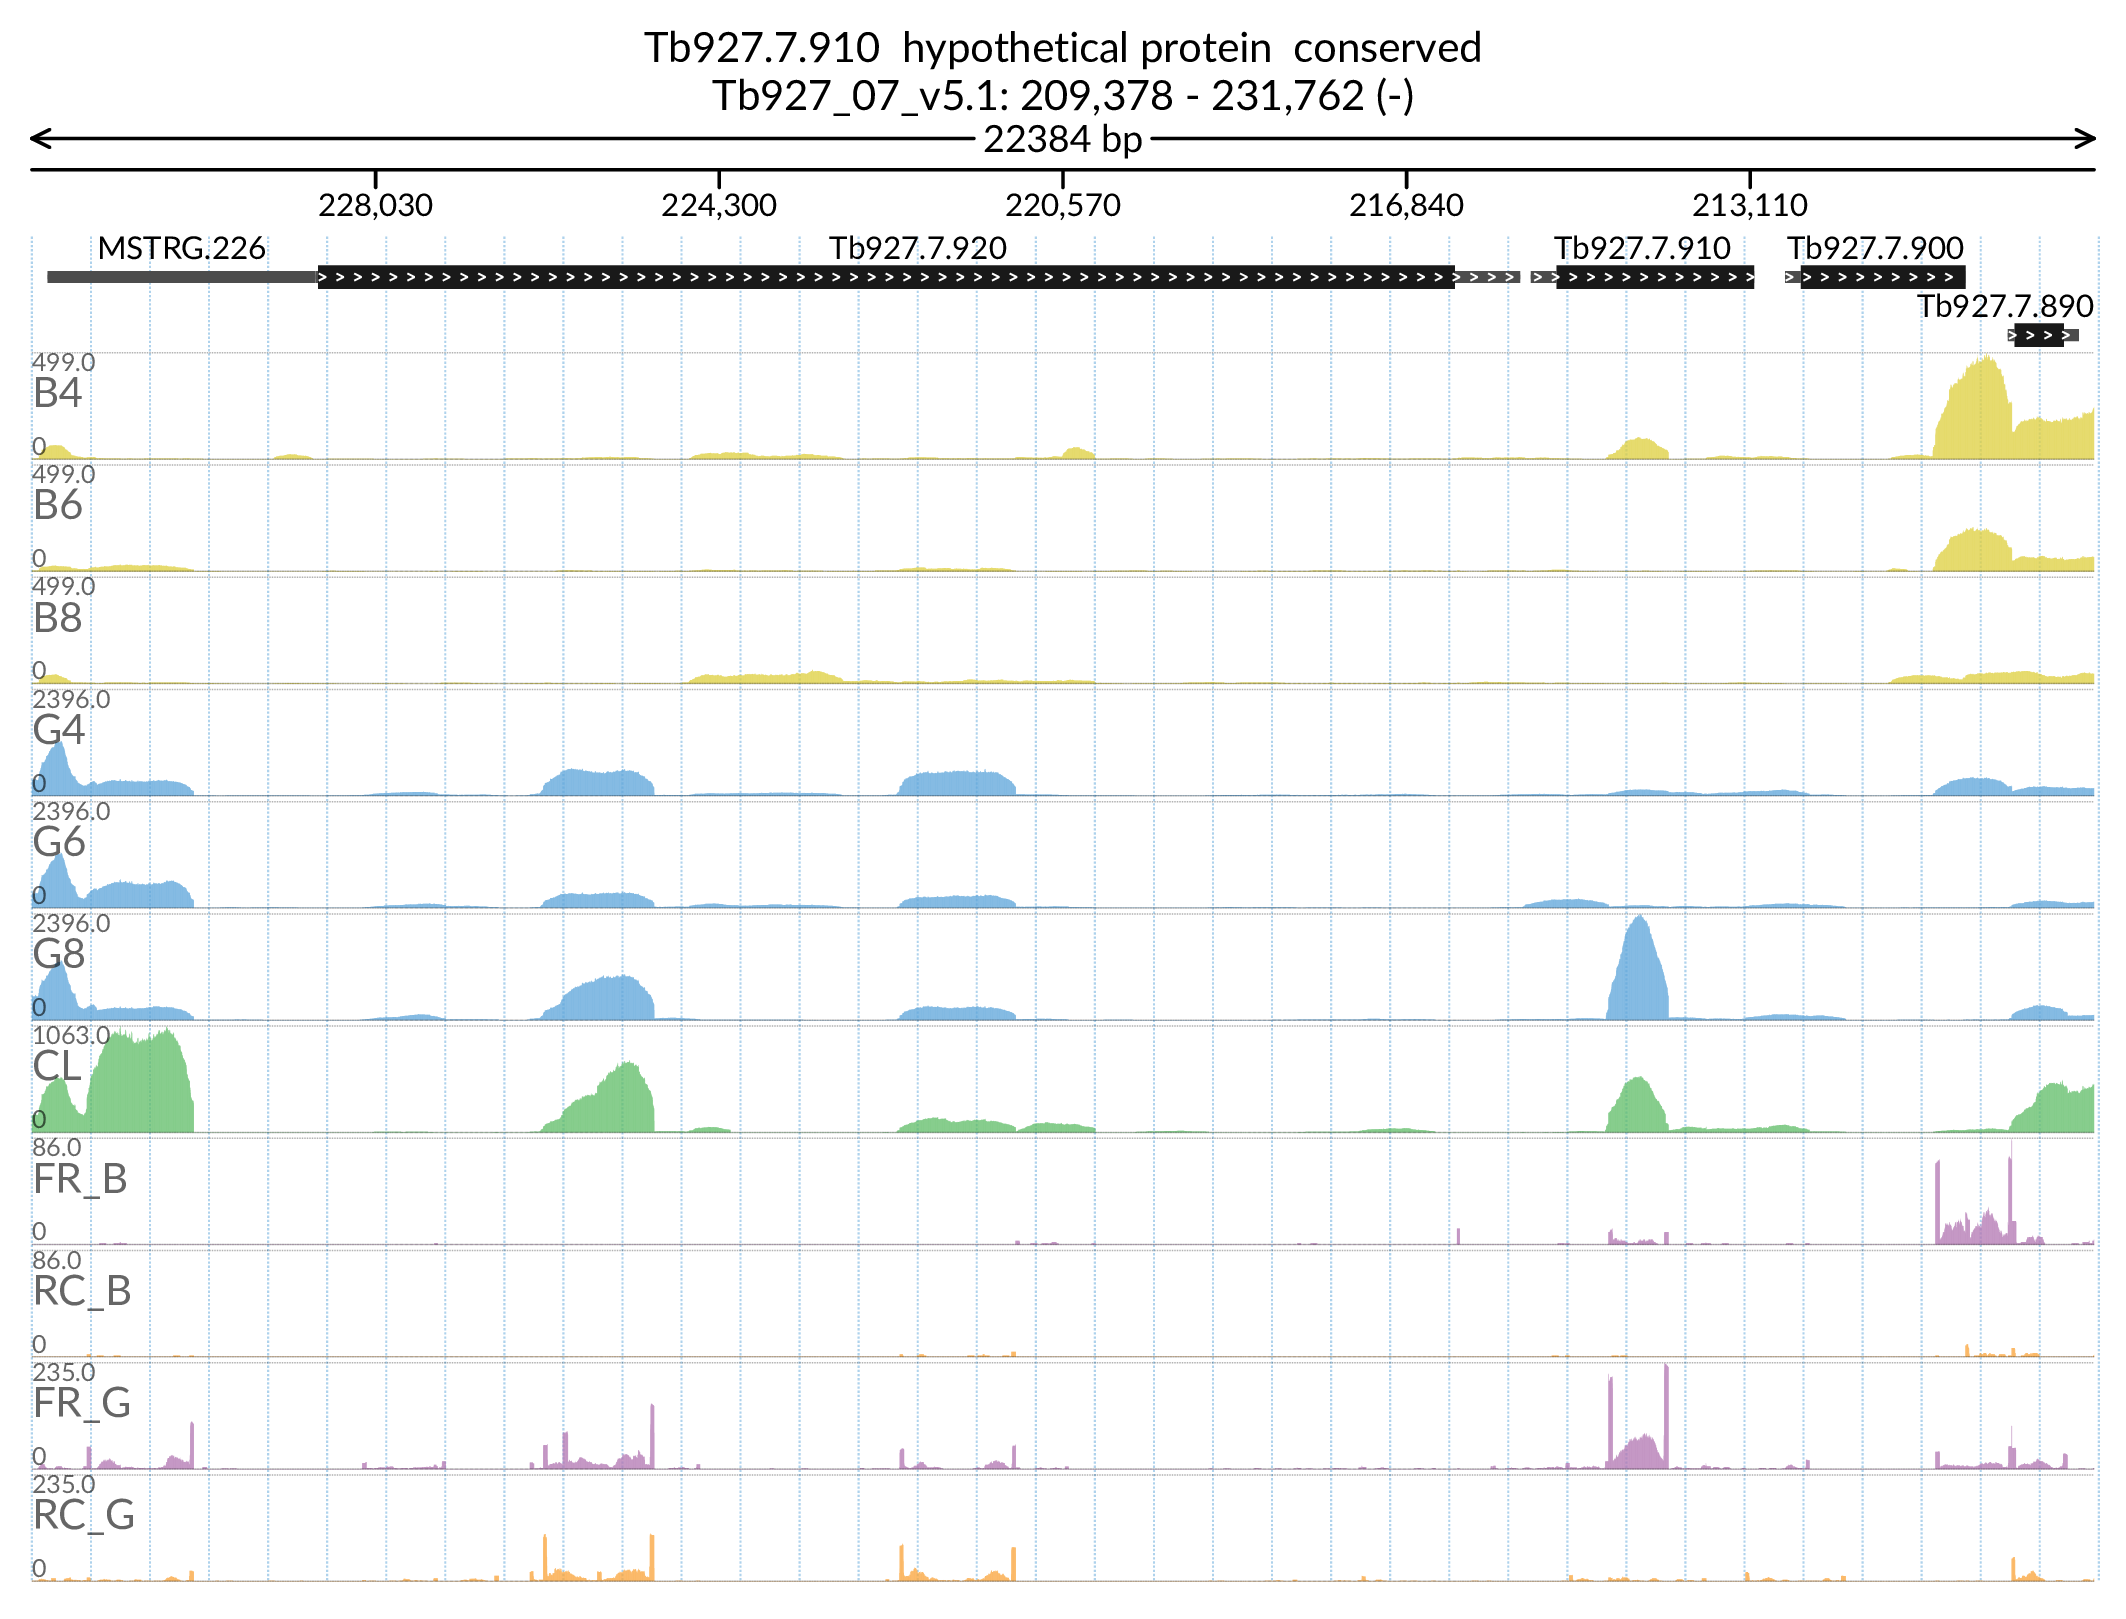 Tb927.7.910 hypothetical protein conserved
Tb927_07_v5.1: 209,378 - 231,762 (-)
22384 bp
228,030 224,300 220,570 216,840 213,110
MSTRG.226 Tb927.7.920 Tb927.7.910 Tb927.7.900
Tb927.7.890
499.0
B4
0
499.0
B6
0
499.0
B8
0
2396.0
G4
0
2396.0
G6
0
2396.0
G8
0
1063.0
CL
0
86.0
FR_B
0
86.0
RC_B
0
235.0
FR_G
0
235.0
RC_G
0